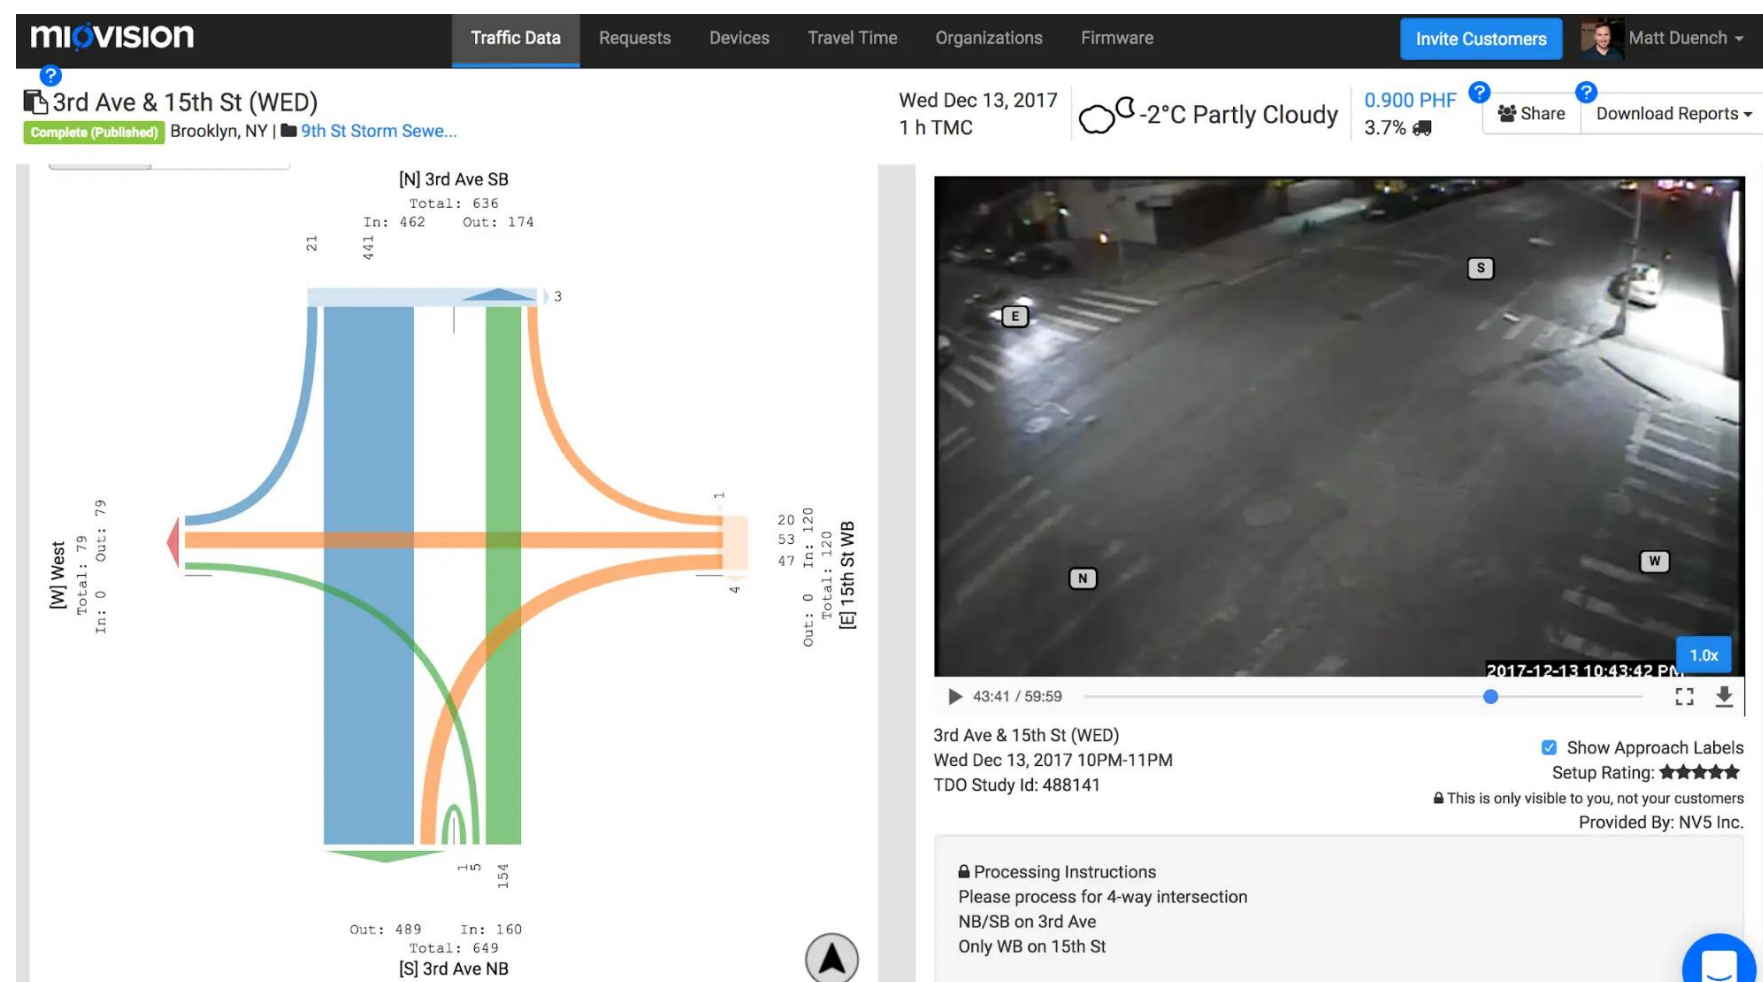 miovision
Traffic Data
Requests
Devices
Travel Time
Organizations
Firmware
Invite Customers
Matt Duench
?
3rd Ave & 15th St (WED)
Complete (Published) Brooklyn, NY | 9th St Storm Sewe...
Wed Dec 13, 2017
1 h TMC
-2°C Partly Cloudy
0.900 PHF
3.7%
?
Share
?
Download Reports
[N] 3rd Ave SB
Total: 636
In: 462 Out: 174
21
441
3
[W] West
Total: 79
In: 0 Out: 79
1
20
53
47
4
Out: 0 In: 120
Total: 120
[E] 15th St WB
1
5
154
Out: 489 In: 160
Total: 649
[S] 3rd Ave NB
S
E
N
W
2017-12-13 10:43:42 PM
1.0x
43:41 / 59:59
3rd Ave & 15th St (WED)
Wed Dec 13, 2017 10PM-11PM
TDO Study Id: 488141
Show Approach Labels
Setup Rating: ★★★★★
This is only visible to you, not your customers
Provided By: NV5 Inc.
Processing Instructions
Please process for 4-way intersection
NB/SB on 3rd Ave
Only WB on 15th St